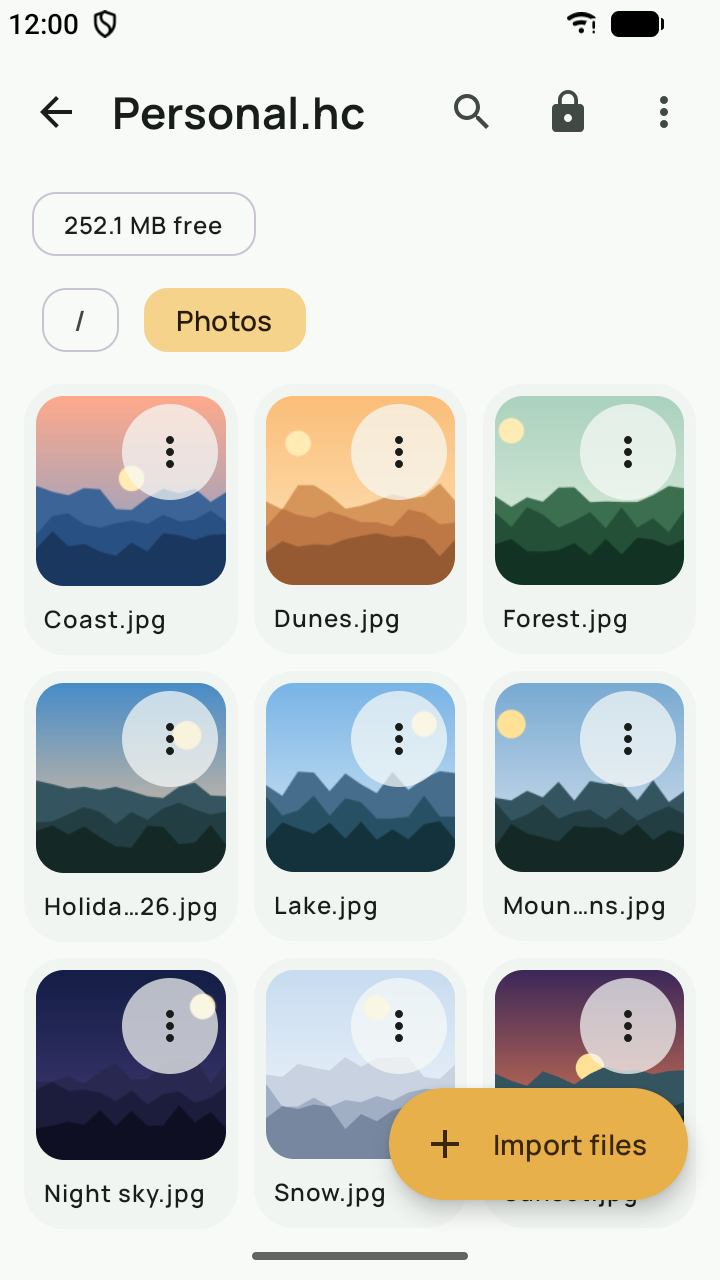 12:00
Personal.hc
252.1 MB free
/
Photos
Coast.jpg
Dunes.jpg
Forest.jpg
Holida...26.jpg
Lake.jpg
Moun...ns.jpg
Night sky.jpg
Snow.jpg
Import files